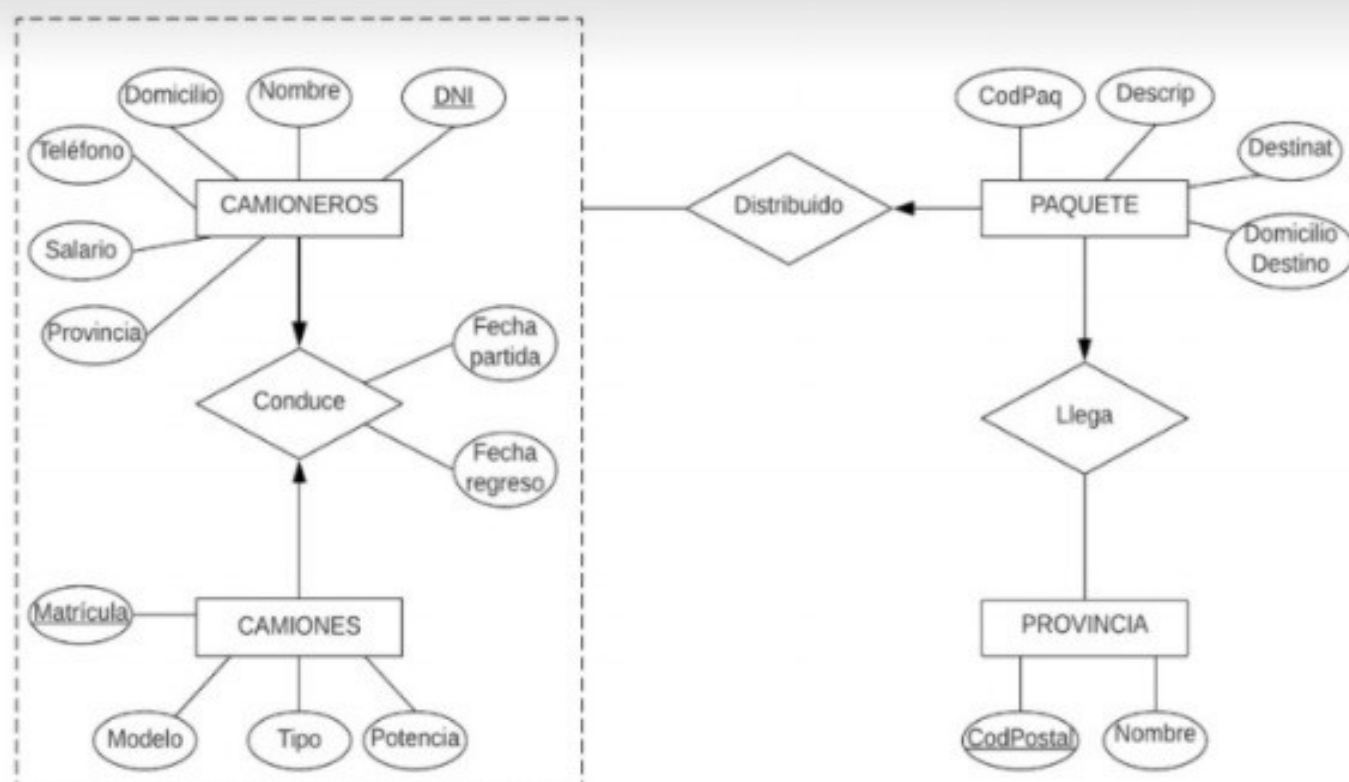 Domicilio
Nombre
DNI
Teléfono
CAMIONEROS
Salario
Provincia
Conduce
Fecha
partida
Fecha
regreso
Matrícula
CAMIONES
Modelo
Tipo
Potencia
Distribuido
CodPaq
Descrip
Destinat
PAQUETE
Domicilio
Destino
Llega
PROVINCIA
CodPostal
Nombre